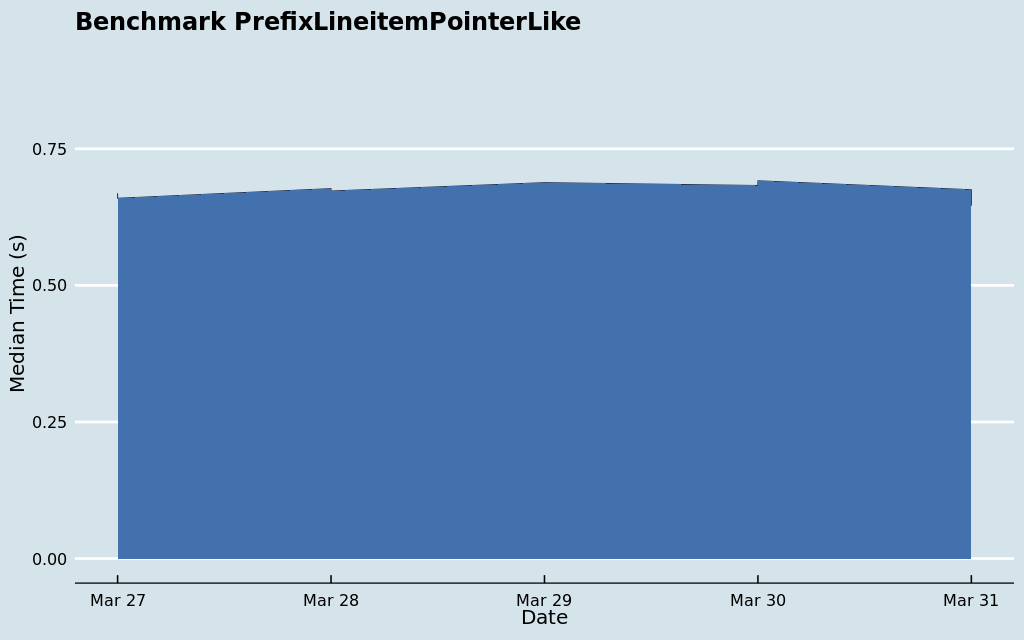 Benchmark PrefixLineitemPointerLike
Median Time (s)
0.75
0.50
0.25
0.00
Mar 27
Mar 28
Mar 29
Mar 30
Mar 31
Date